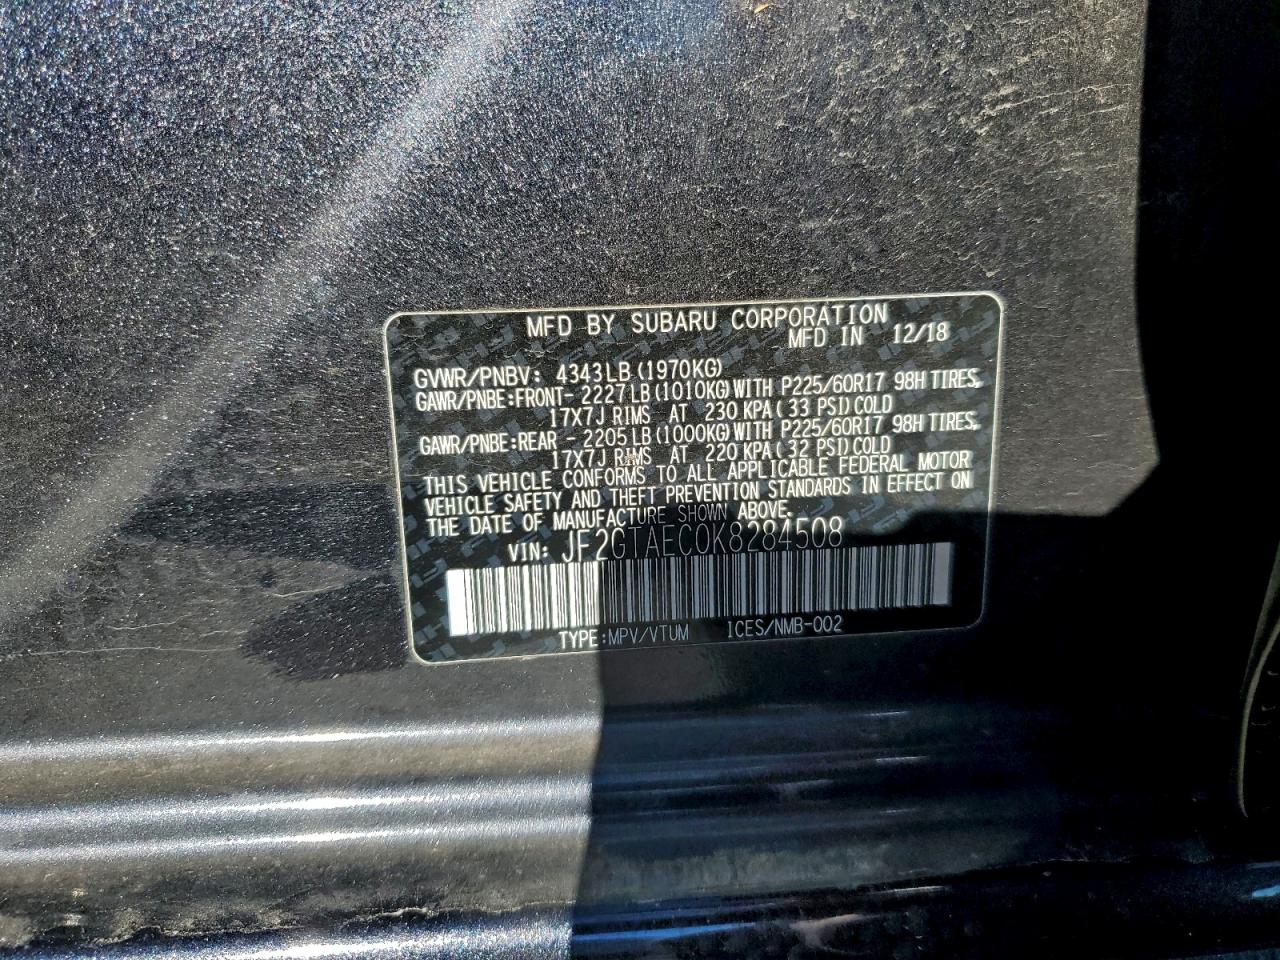 MFD BY SUBARU CORPORATION
MFD IN 12/18
GVWR/PNBV: 4343LB(1970KG)
GAWR/PNBE:FRONT- 2227LB(1010KG)WITH P225/60R17 98H TIRES,
17X7J RIMS AT 230 KPA(33 PSI)COLD
GAWR/PNBE:REAR - 2205LB(1000KG)WITH P225/60R17 98H TIRES,
17X7J RIMS AT 220 KPA(32 PSI)COLD
THIS VEHICLE CONFORMS TO ALL APPLICABLE FEDERAL MOTOR
VEHICLE SAFETY AND THEFT PREVENTION STANDARDS IN EFFECT ON
THE DATE OF MANUFACTURE SHOWN ABOVE.
VIN: JF2GTAEC0K8284508
TYPE:MPV/VTUM ICES/NMB-002